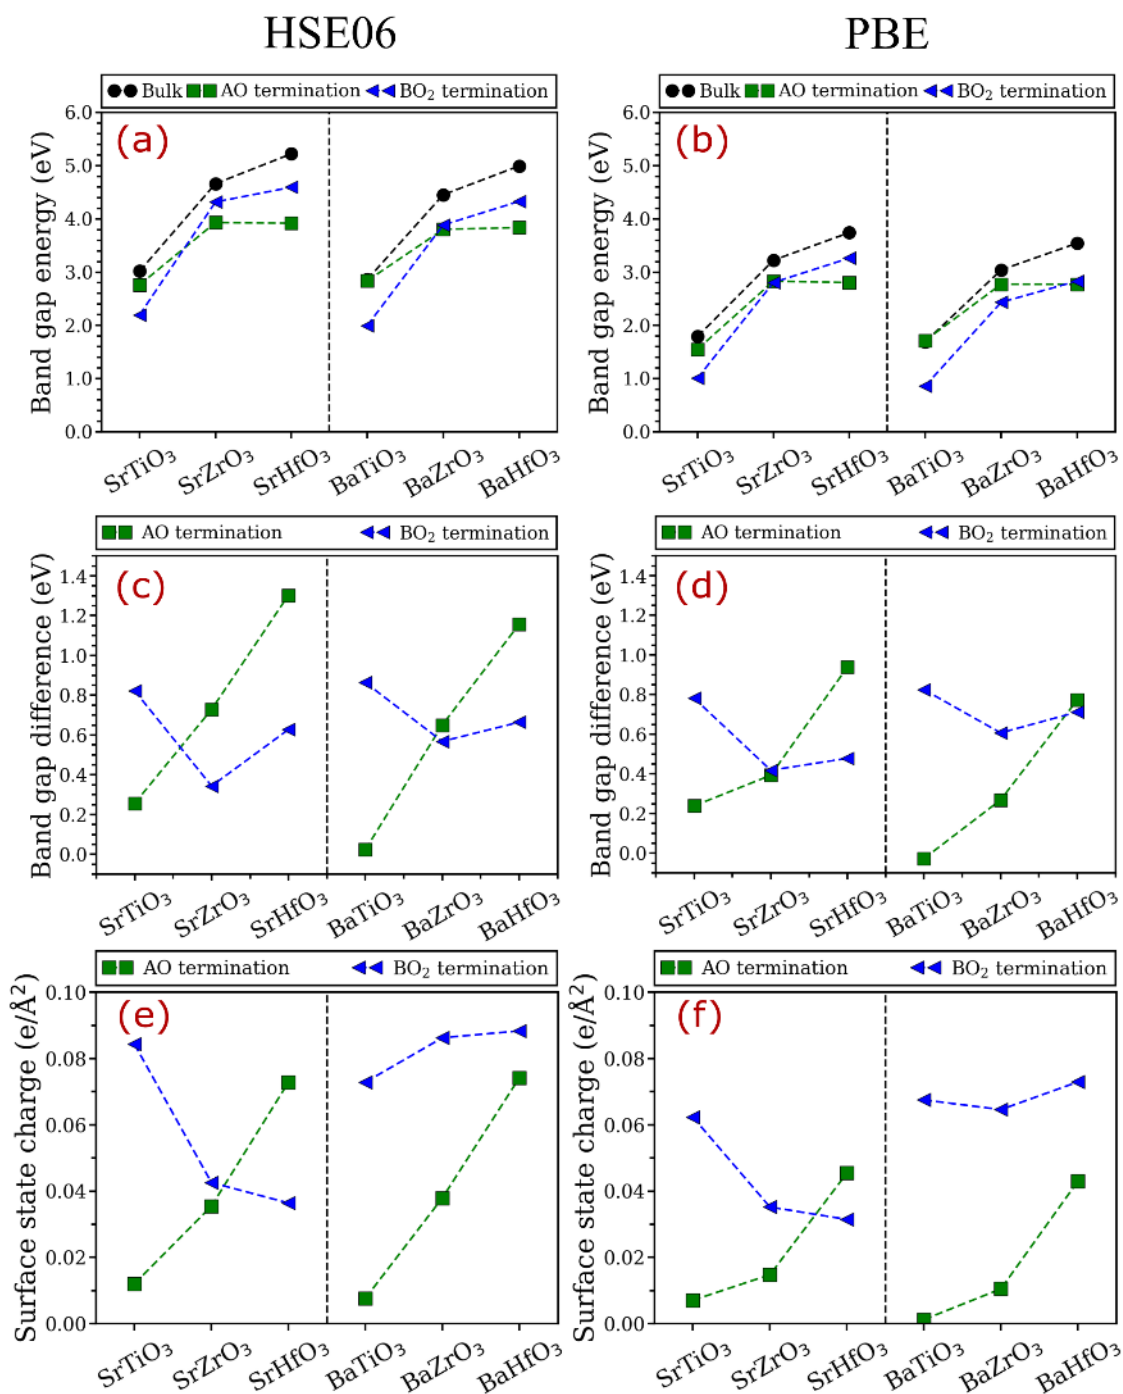 HSE06
PBE
Bulk AO termination BO₂ termination
Bulk AO termination BO₂ termination
(a)
Band gap energy (eV)
6.0
5.0
4.0
3.0
2.0
1.0
0.0
SrTiO₃ SrZrO₃ SrHfO₃ BaTiO₃ BaZrO₃ BaHfO₃
(b)
Band gap energy (eV)
6.0
5.0
4.0
3.0
2.0
1.0
0.0
SrTiO₃ SrZrO₃ SrHfO₃ BaTiO₃ BaZrO₃ BaHfO₃
AO termination BO₂ termination
(c)
Band gap difference (eV)
1.4
1.2
1.0
0.8
0.6
0.4
0.2
0.0
SrTiO₃ SrZrO₃ SrHfO₃ BaTiO₃ BaZrO₃ BaHfO₃
AO termination BO₂ termination
(d)
Band gap difference (eV)
1.4
1.2
1.0
0.8
0.6
0.4
0.2
0.0
SrTiO₃ SrZrO₃ SrHfO₃ BaTiO₃ BaZrO₃ BaHfO₃
AO termination BO₂ termination
(e)
Surface state charge (e/Å²)
0.10
0.08
0.06
0.04
0.02
0.00
SrTiO₃ SrZrO₃ SrHfO₃ BaTiO₃ BaZrO₃ BaHfO₃
AO termination BO₂ termination
(f)
Surface state charge (e/Å²)
0.10
0.08
0.06
0.04
0.02
0.00
SrTiO₃ SrZrO₃ SrHfO₃ BaTiO₃ BaZrO₃ BaHfO₃